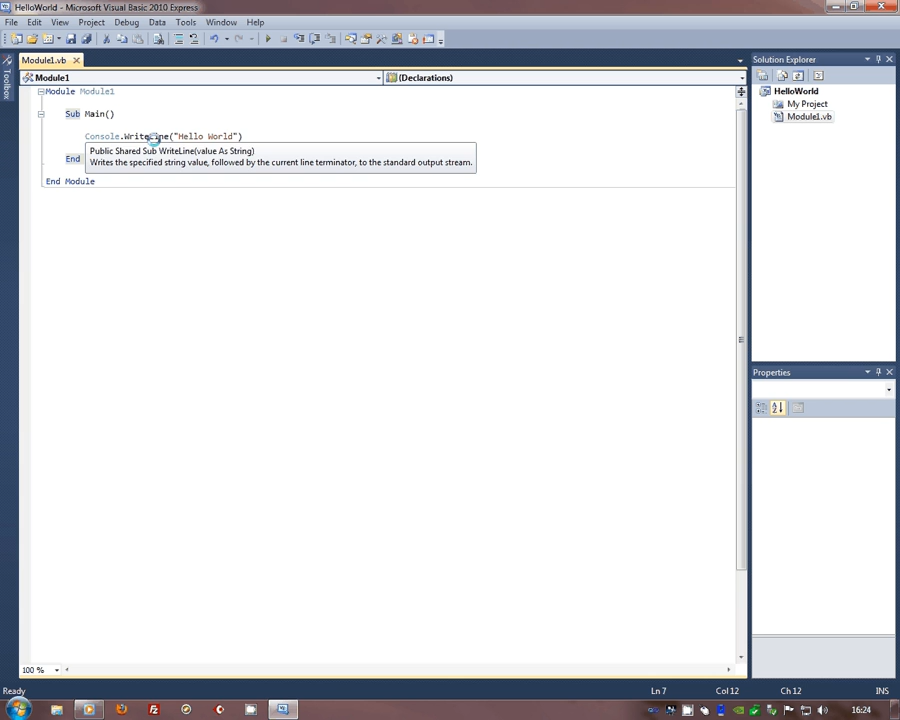 HelloWorld - Microsoft Visual Basic 2010 Express
File Edit View Project Debug Data Tools Window Help
Module1.vb
Toolbox
Module1
(Declarations)
Module Module1
Sub Main()
Console.WriteLine("Hello World")
Public Shared Sub WriteLine(value As String)
Writes the specified string value, followed by the current line terminator, to the standard output stream.
End
End Module
Solution Explorer
HelloWorld
My Project
Module1.vb
Properties
100 %
Ready
Ln 7 Col 12 Ch 12 INS
16:24